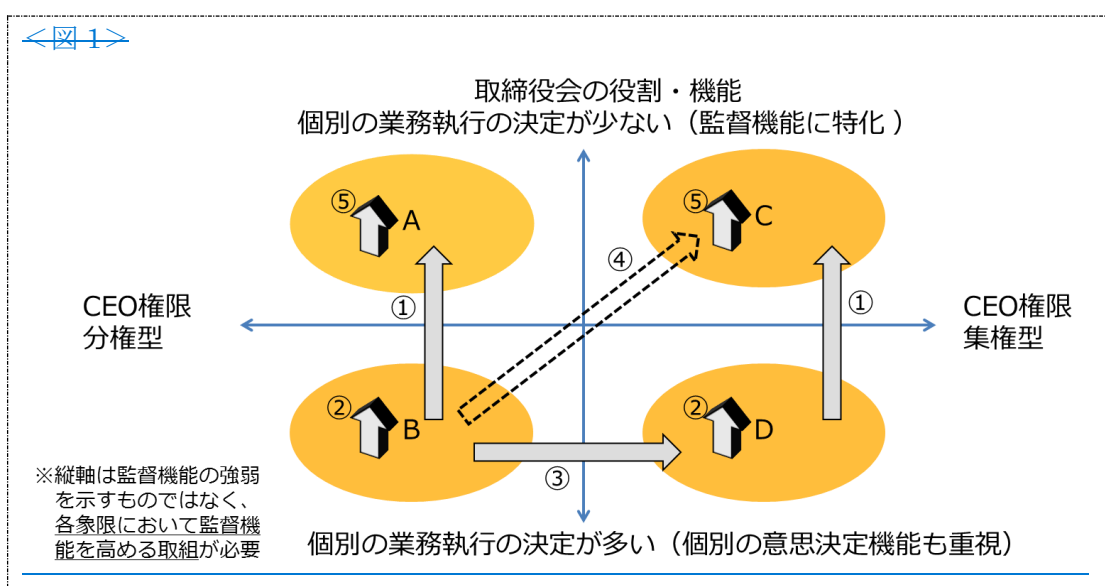 <図 1>
取締役会の役割・機能
個別の業務執行の決定が少ない（監督機能に特化 ）
⑤
A
⑤
C
④
CEO権限
分権型
①
①
CEO権限
集権型
②
B
②
D
③
※縦軸は監督機能の強弱
を示すものではなく、
各象限において監督機
能を高める取組が必要
個別の業務執行の決定が多い（個別の意思決定機能も重視）